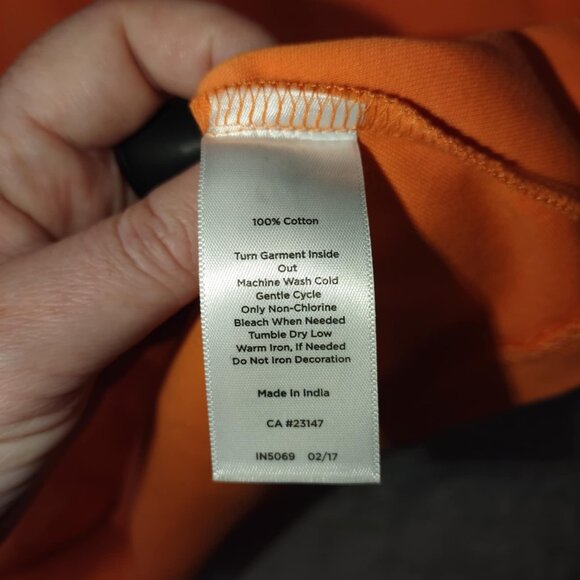 100% Cotton
Turn Garment Inside
Out
Machine Wash Cold
Gentle Cycle
Only Non-Chlorine
Bleach When Needed
Tumble Dry Low
Warm Iron, If Needed
Do Not Iron Decoration
Made in India
CA #23147
IN5069 02/17